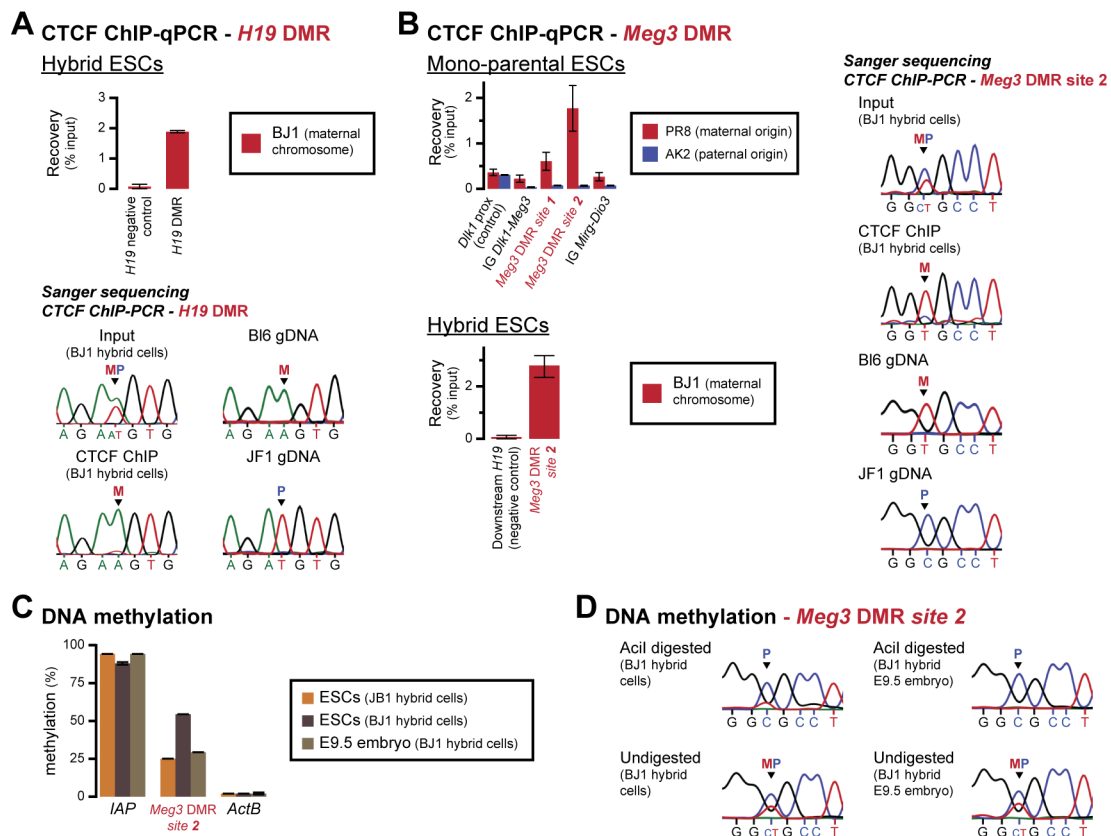 A CTCF ChIP-qPCR - H19 DMR
Hybrid ESCs
Recovery
(% input)
3
2
1
0
H19 negative
control
H19 DMR
BJ1 (maternal
chromosome)
Sanger sequencing
CTCF ChIP-PCR - H19 DMR
Input
(BJ1 hybrid cells)
MP
A G A AT G T G
Bl6 gDNA
M
A G A A G T G
CTCF ChIP
(BJ1 hybrid cells)
M
A G A A G T G
JF1 gDNA
P
A G A T G T G
B CTCF ChIP-qPCR - Meg3 DMR
Mono-parental ESCs
Recovery
(% input)
2
1
0
Dlk1 prox
(control)
IG Dlk1-Meg3
Meg3 DMR site 1
Meg3 DMR site 2
IG Mirg-Dio3
PR8 (maternal origin)
AK2 (paternal origin)
Hybrid ESCs
Recovery
(% input)
2
0
Downstream H19
(negative control)
Meg3 DMR
site 2
BJ1 (maternal
chromosome)
Sanger sequencing
CTCF ChIP-PCR - Meg3 DMR site 2
Input
(BJ1 hybrid cells)
MP
G G CT G C C T
CTCF ChIP
(BJ1 hybrid cells)
M
G G T G C C T
Bl6 gDNA
M
G G T G C C T
JF1 gDNA
P
G G C G C C T
C DNA methylation
methylation (%)
100
75
50
25
0
IAP
Meg3 DMR
site 2
ActB
ESCs (JB1 hybrid cells)
ESCs (BJ1 hybrid cells)
E9.5 embryo (BJ1 hybrid cells)
D DNA methylation - Meg3 DMR site 2
AciI digested
(BJ1 hybrid
cells)
P
G G C G C C T
AciI digested
(BJ1 hybrid
E9.5 embryo)
P
G G C G C C T
Undigested
(BJ1 hybrid
cells)
MP
G G CT G C C T
Undigested
(BJ1 hybrid
E9.5 embryo)
MP
G G CT G C C T